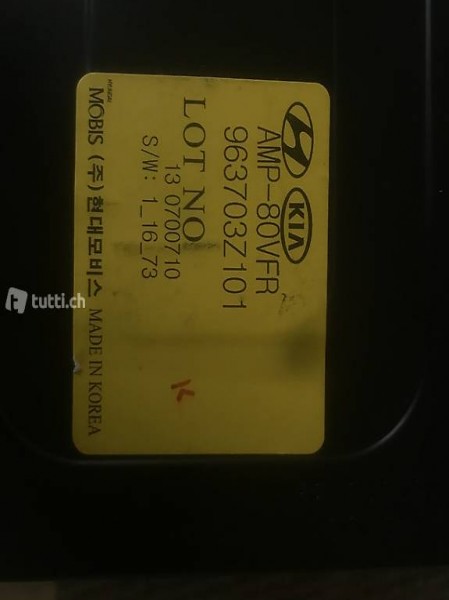 KIA
AMP-80VFR
963703Z101
LOT NO
13 0700710
S/W: 1_16_73
HYUNDAI
MOBIS (주)현대모비스 MADE IN KOREA
tutti.ch